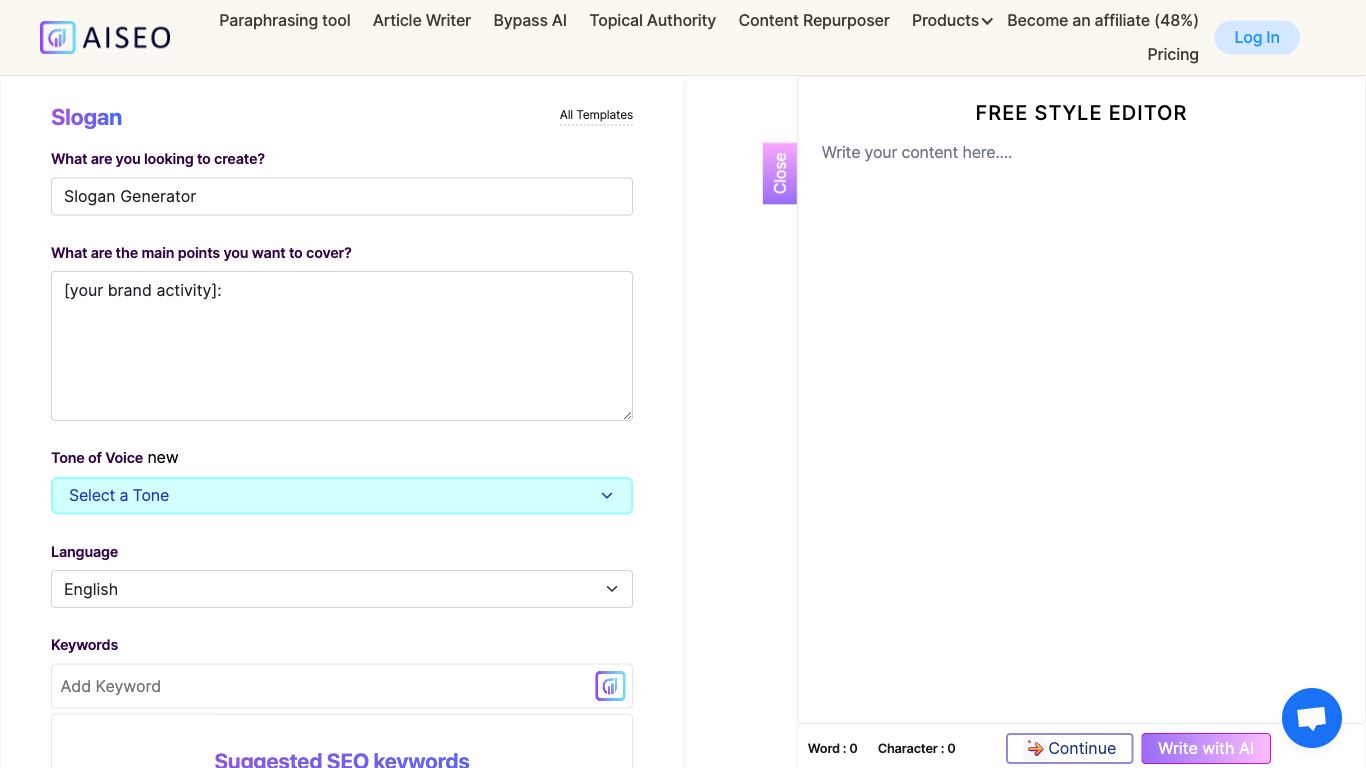 AISEO
Paraphrasing tool Article Writer Bypass AI Topical Authority Content Repurposer Products Become an affiliate (48%)
Pricing
Log In
Slogan
All Templates
What are you looking to create?
Slogan Generator
What are the main points you want to cover?
[your brand activity]:
Tone of Voice new
Select a Tone
Language
English
Keywords
Add Keyword
Suggested SEO keywords
Close
FREE STYLE EDITOR
Write your content here....
Word : 0 Character : 0
Continue
Write with AI